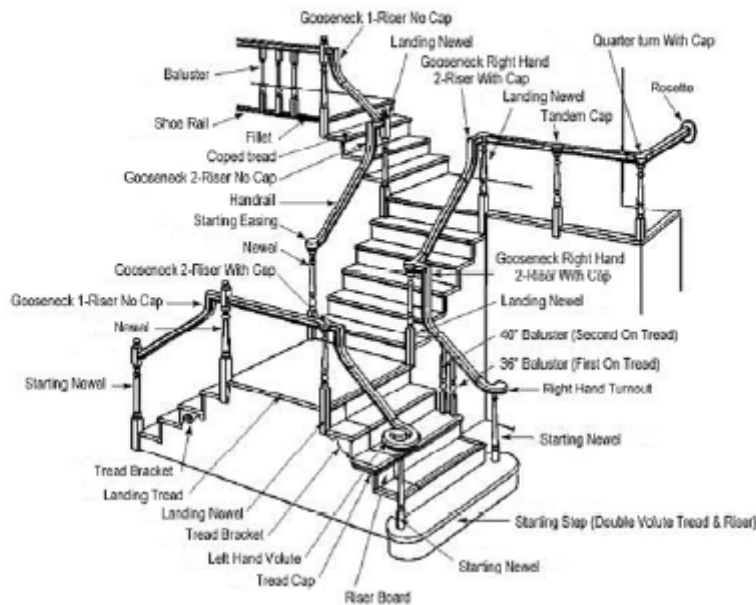 Gooseneck 1-Riser No Cap
Landing Newel
Quarter turn With Cap
Baluster
Gooseneck Right Hand
2-Riser With Cap
Landing Newel
Rosette
Tandem Cap
Shoe Rail
Fillet
Coped tread
Gooseneck 2-Riser No Cap
Handrail
Starting Easing
Newel
Gooseneck 2-Riser With Cap
Gooseneck Right Hand
2-Riser With Cap
Gooseneck 1-Riser No Cap
Landing Newel
Newel
40" Baluster (Second On Tread)
36" Baluster (First On Tread)
Starting Newel
Right Hand Turnout
Starting Newel
Tread Bracket
Landing Tread
Landing Newel
Tread Bracket
Starting Step (Double Volute Tread & Riser)
Left Hand Volute
Tread Cap
Starting Newel
Riser Board